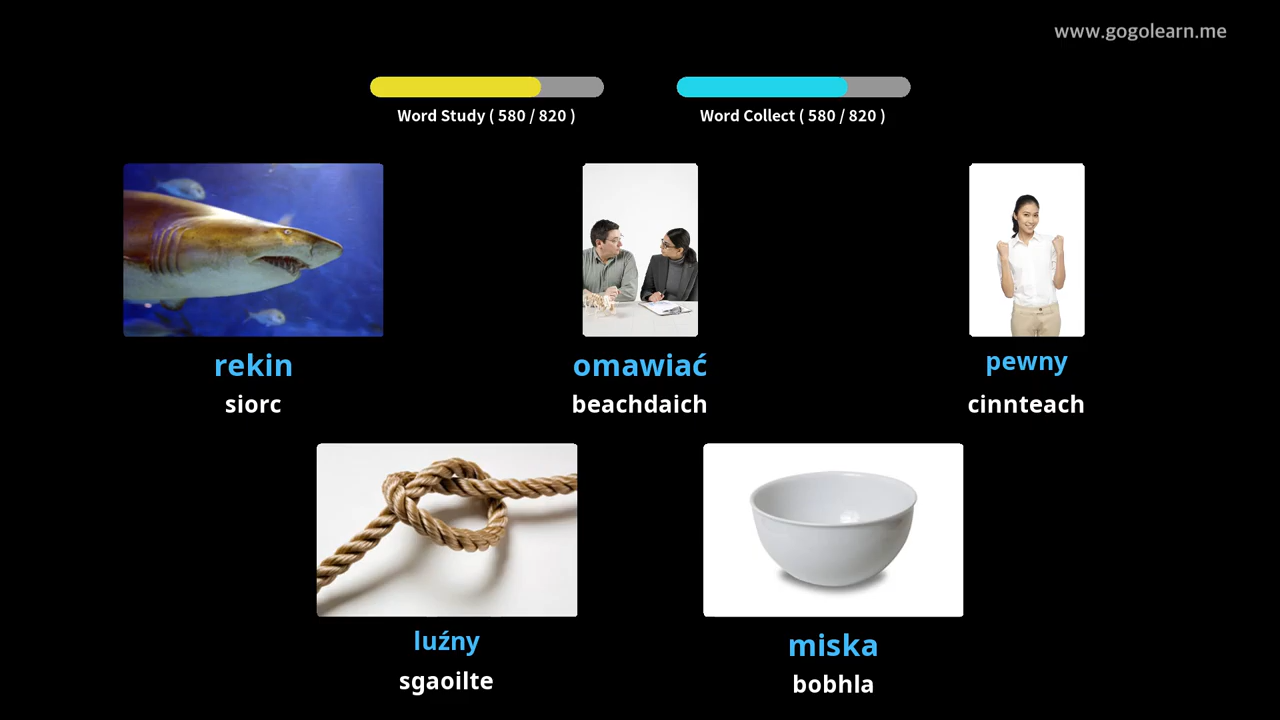 www.gogolearn.me
Word Study ( 580 / 820 )
Word Collect ( 580 / 820 )
rekin
omawiać
pewny
siorc
beachdaich
cinnteach
luźny
miska
sgaoilte
bobhla